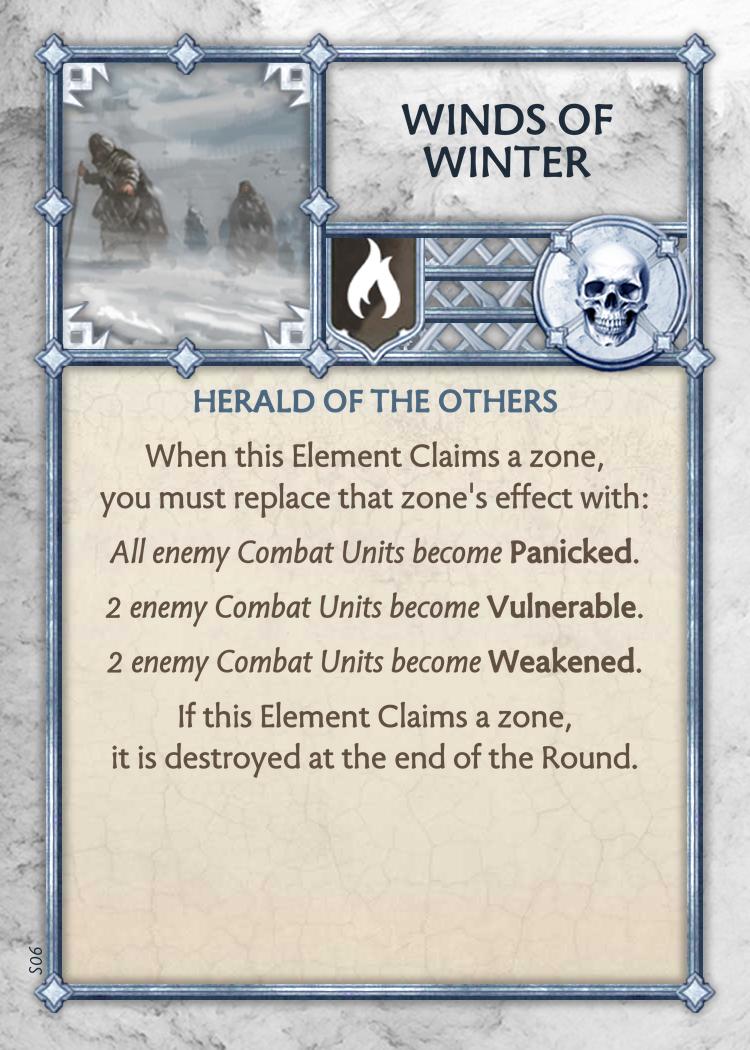 WINDS OF
WINTER
HERALD OF THE OTHERS
When this Element Claims a zone,
you must replace that zone's effect with:
All enemy Combat Units become Panicked.
2 enemy Combat Units become Vulnerable.
2 enemy Combat Units become Weakened.
If this Element Claims a zone,
it is destroyed at the end of the Round.
S06